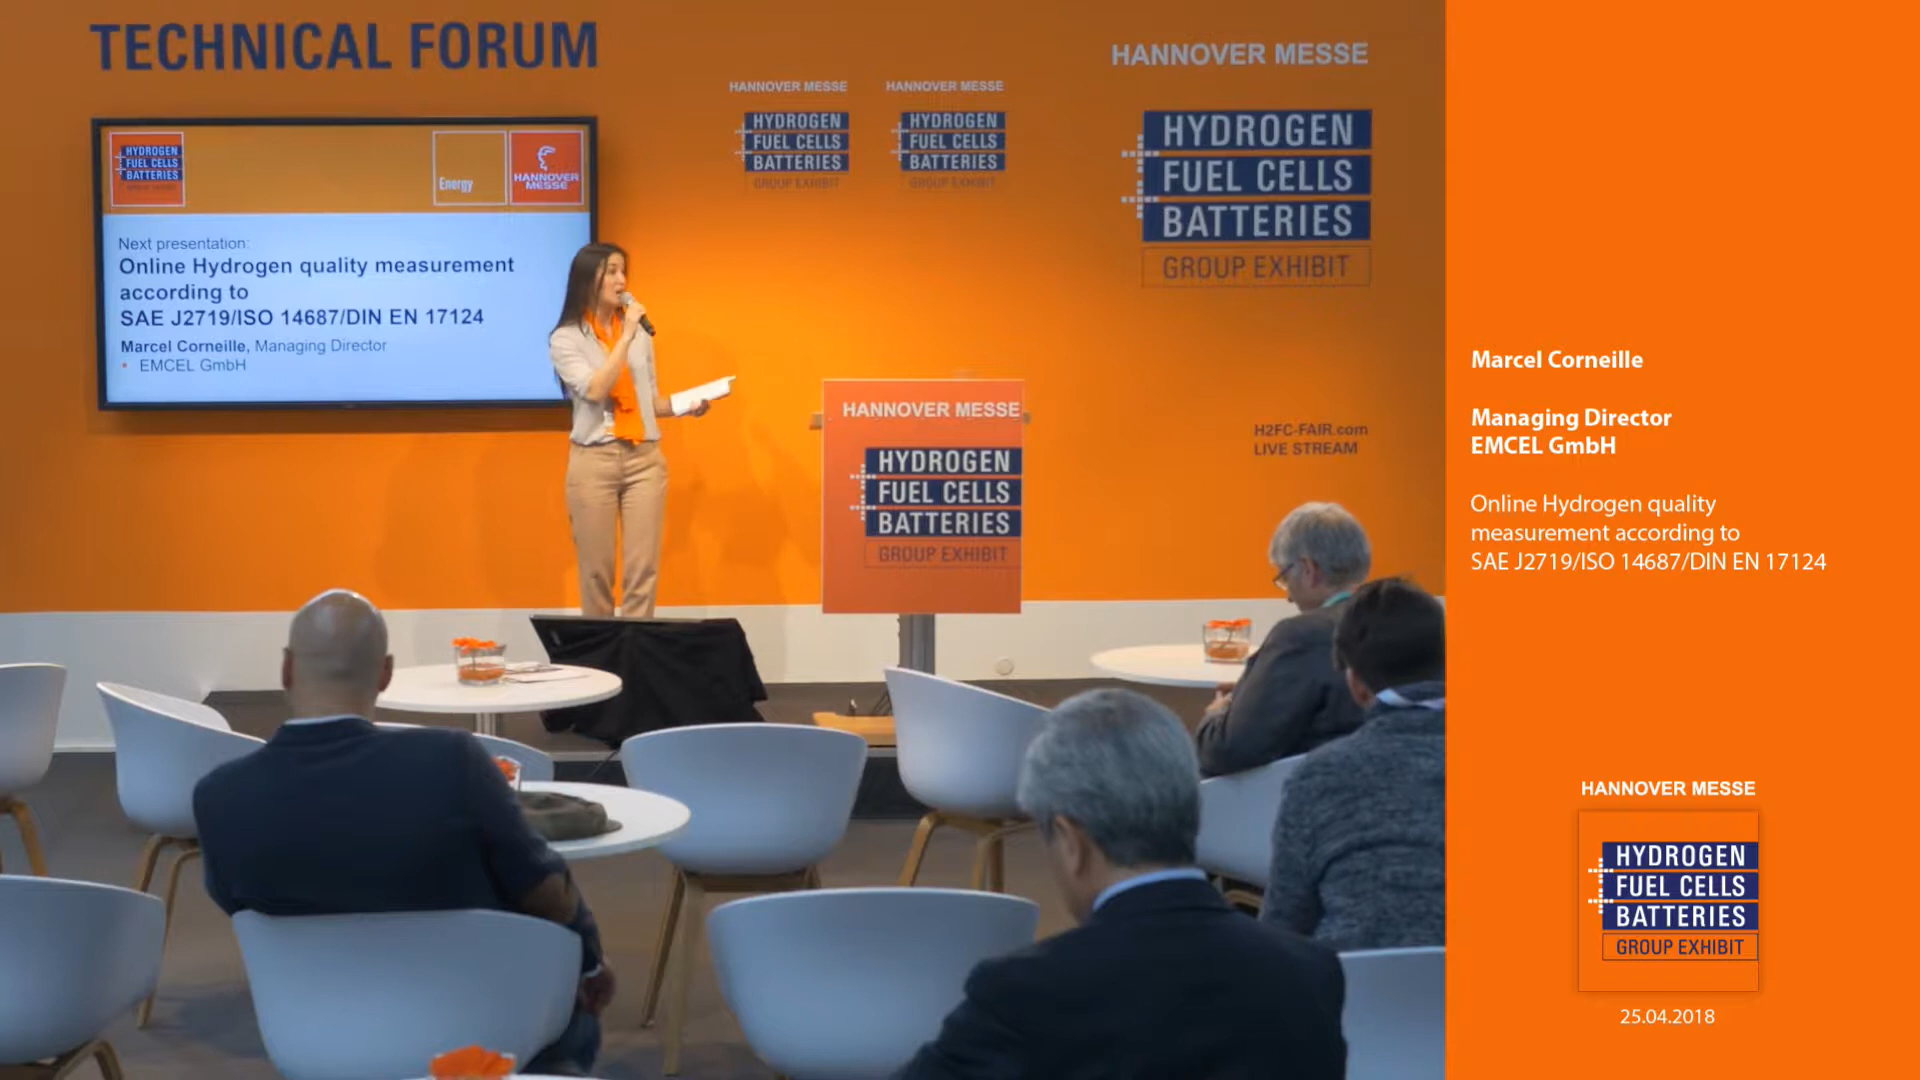 TECHNICAL FORUM
HYDROGEN
FUEL CELLS
BATTERIES
Energy
HANNOVER
MESSE
Next presentation:
Online Hydrogen quality measurement
according to
SAE J2719/ISO 14687/DIN EN 17124
Marcel Corneille, Managing Director
• EMCEL GmbH
HANNOVER MESSE
HYDROGEN
FUEL CELLS
BATTERIES
GROUP EXHIBIT
HANNOVER MESSE
HYDROGEN
FUEL CELLS
BATTERIES
GROUP EXHIBIT
HANNOVER MESSE
HYDROGEN
FUEL CELLS
BATTERIES
GROUP EXHIBIT
H2FC-FAIR.com
LIVE STREAM
HANNOVER MESSE
HYDROGEN
FUEL CELLS
BATTERIES
GROUP EXHIBIT
Marcel Corneille
Managing Director
EMCEL GmbH
Online Hydrogen quality
measurement according to
SAE J2719/ISO 14687/DIN EN 17124
HANNOVER MESSE
HYDROGEN
FUEL CELLS
BATTERIES
GROUP EXHIBIT
25.04.2018